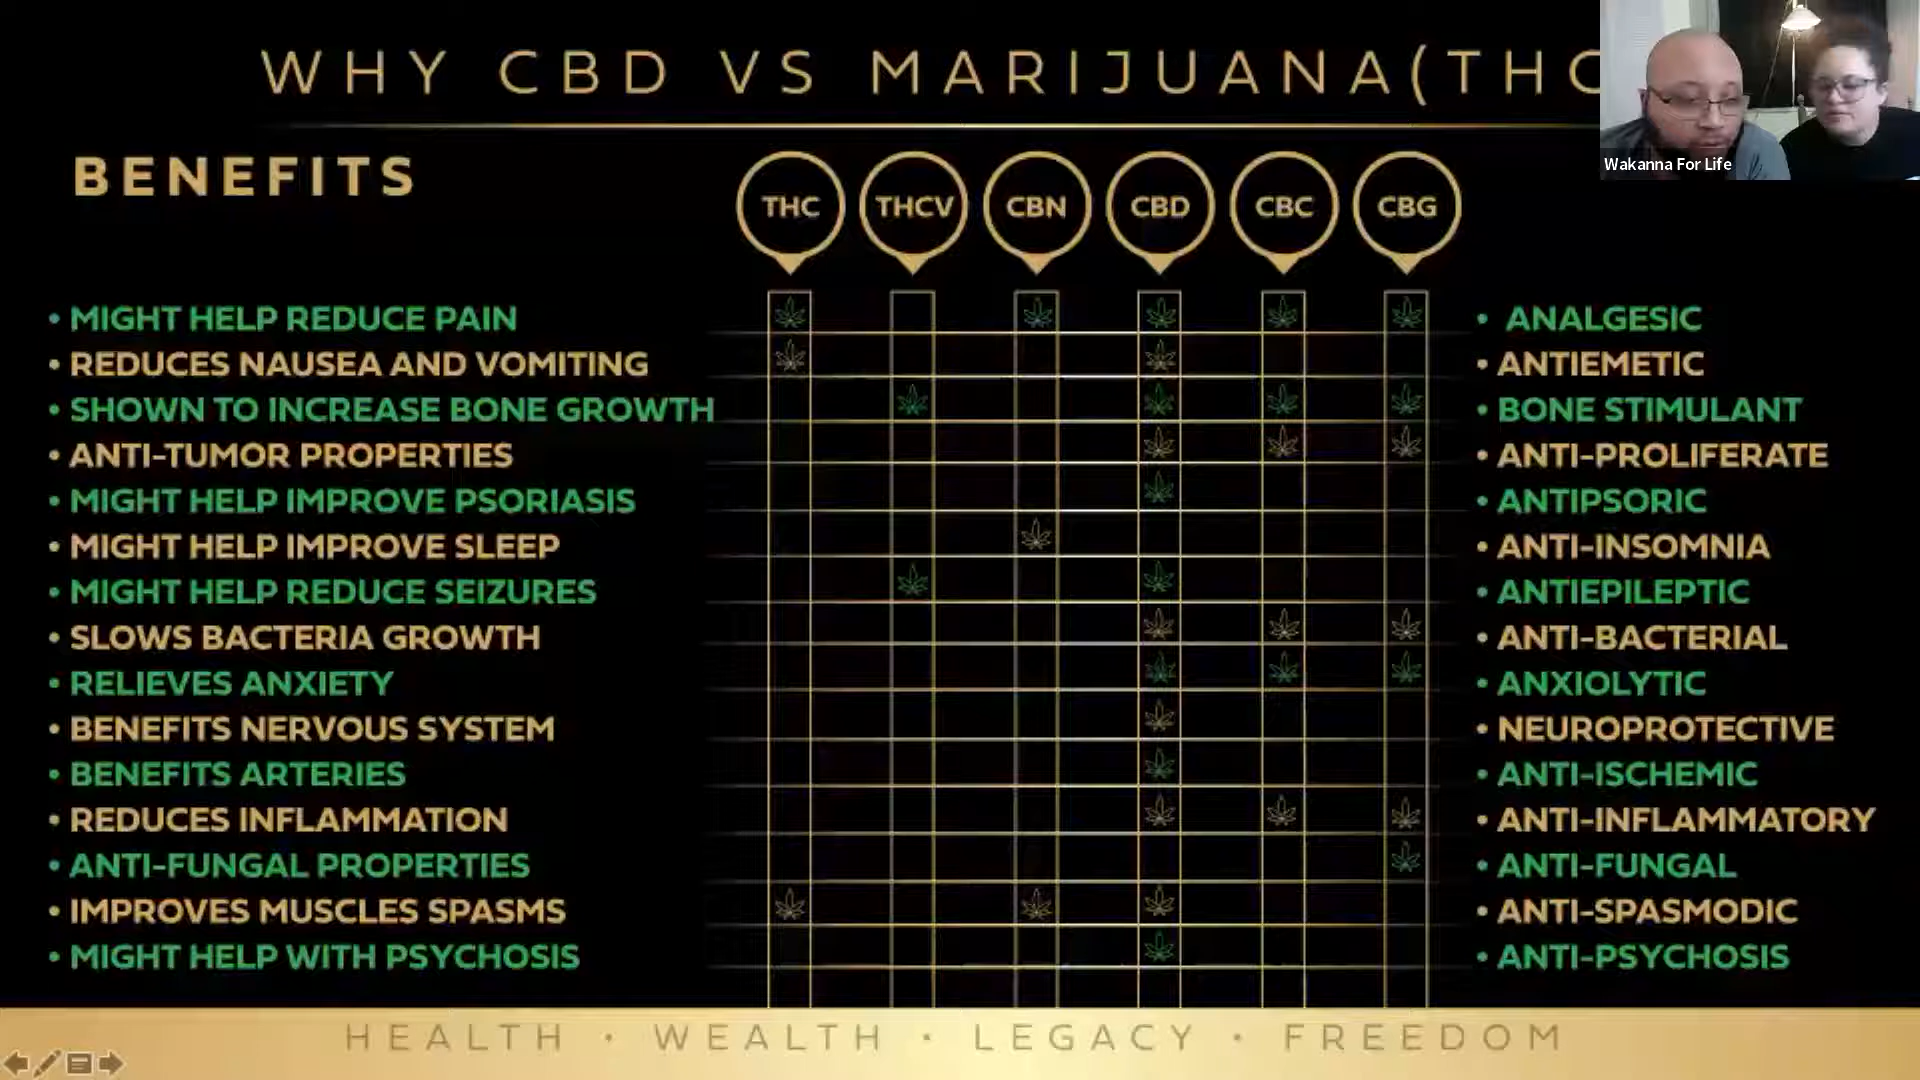 WHY CBD VS MARIJUANA(THC
Wakanna For Life
BENEFITS
THC THCV CBN CBD CBC CBG
• MIGHT HELP REDUCE PAIN • ANALGESIC
• REDUCES NAUSEA AND VOMITING • ANTIEMETIC
• SHOWN TO INCREASE BONE GROWTH • BONE STIMULANT
• ANTI-TUMOR PROPERTIES • ANTI-PROLIFERATE
• MIGHT HELP IMPROVE PSORIASIS • ANTIPSORIC
• MIGHT HELP IMPROVE SLEEP • ANTI-INSOMNIA
• MIGHT HELP REDUCE SEIZURES • ANTIEPILEPTIC
• SLOWS BACTERIA GROWTH • ANTI-BACTERIAL
• RELIEVES ANXIETY • ANXIOLYTIC
• BENEFITS NERVOUS SYSTEM • NEUROPROTECTIVE
• BENEFITS ARTERIES • ANTI-ISCHEMIC
• REDUCES INFLAMMATION • ANTI-INFLAMMATORY
• ANTI-FUNGAL PROPERTIES • ANTI-FUNGAL
• IMPROVES MUSCLES SPASMS • ANTI-SPASMODIC
• MIGHT HELP WITH PSYCHOSIS • ANTI-PSYCHOSIS
HEALTH • WEALTH • LEGACY • FREEDOM